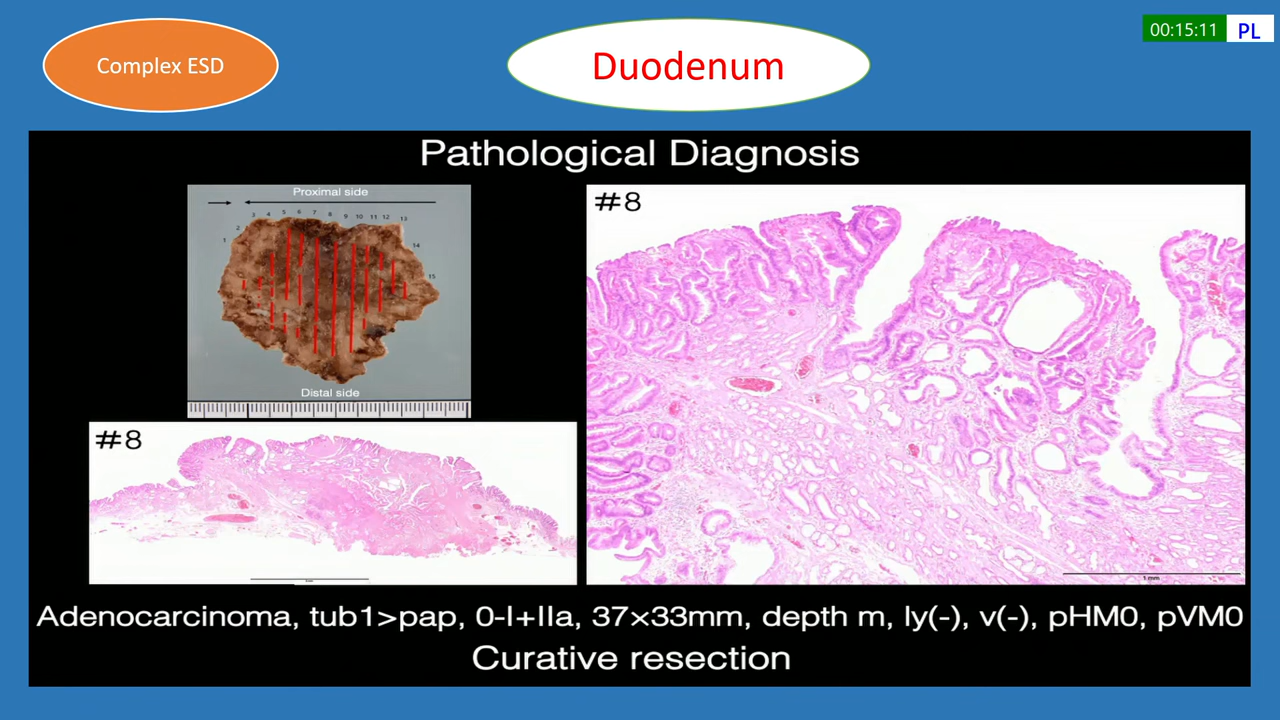 Complex ESD
Duodenum
00:15:11 PL
Pathological Diagnosis
Proximal side
1 2 3 4 5 6 7 8 9 10 11 12 13 14 15
Distal side
#8
#8
1 mm
Adenocarcinoma, tub1>pap, 0-I+IIa, 37×33mm, depth m, ly(-), v(-), pHM0, pVM0
Curative resection